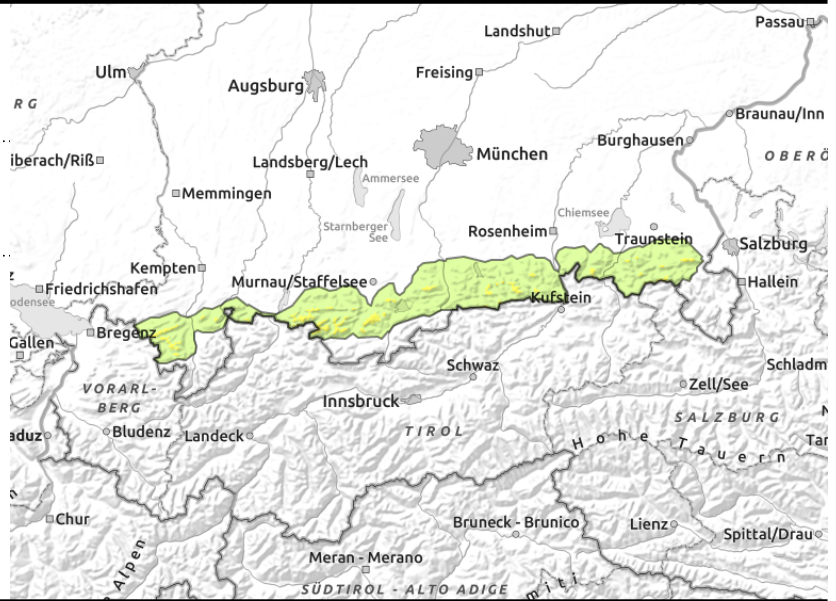 Passau
Landshut
Ulm
Freising
Augsburg
RG
Braunau/Inn
Burghausen
iberach/Riß
Landsberg/Lech
München
OBERÖ
Ammersee
Memmingen
Chiemsee
Starnberger
See
Rosenheim
Traunstein
Salzburg
Kempten
Murnau/Staffelsee
Hallein
z
Friedrichshafen
odensee
Kufstein
Bregenz
Gallen
Schwaz
Schladm
VORARL-
BERG
Zell/See
Innsbruck
SALZBURG
N
aduz
Bludenz
Landeck
TIROL
Hohe Tauern
Tar
Chur
Bruneck - Brunico
Lienz
Spittal/Drau
Alpen
Meran - Merano
miti
SÜDTIROL - ALTO ADIGE